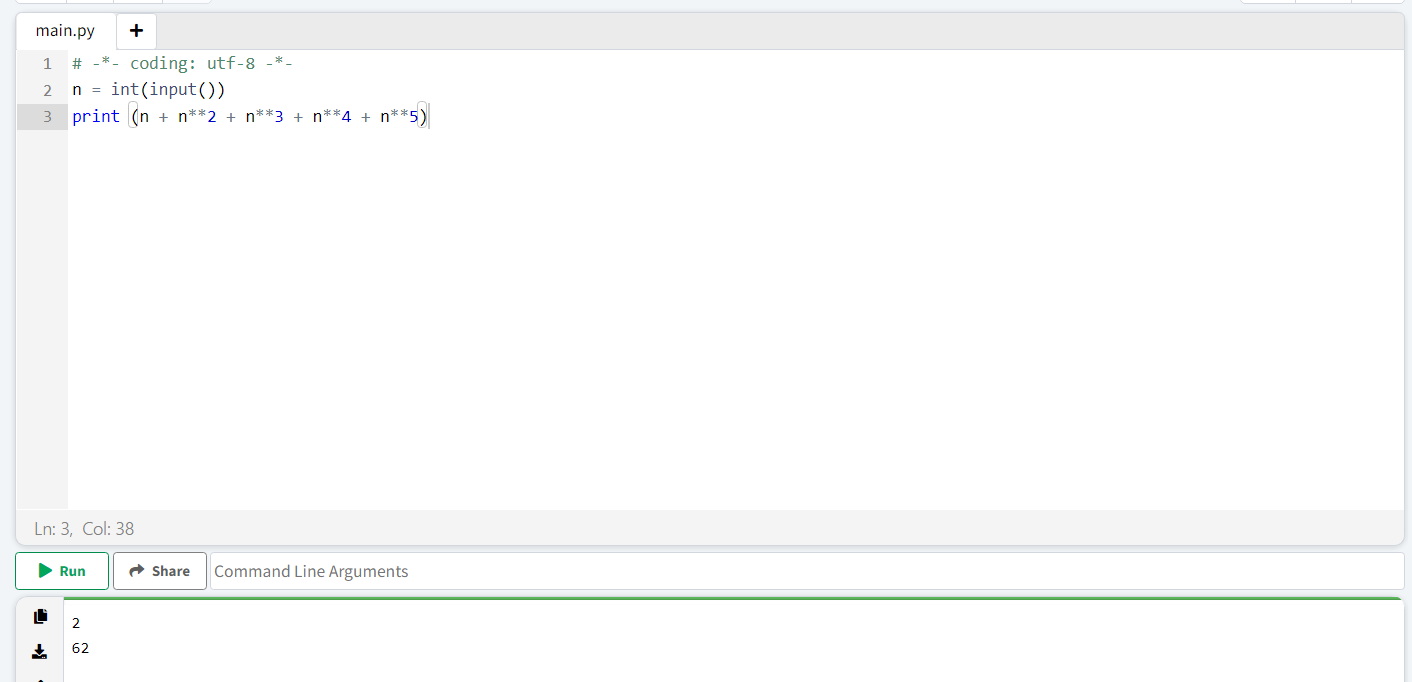 main.py +
1 # -*- coding: utf-8 -*-
2 n = int(input())
3 print (n + n**2 + n**3 + n**4 + n**5)
Ln: 3, Col: 38
Run Share Command Line Arguments
2
62